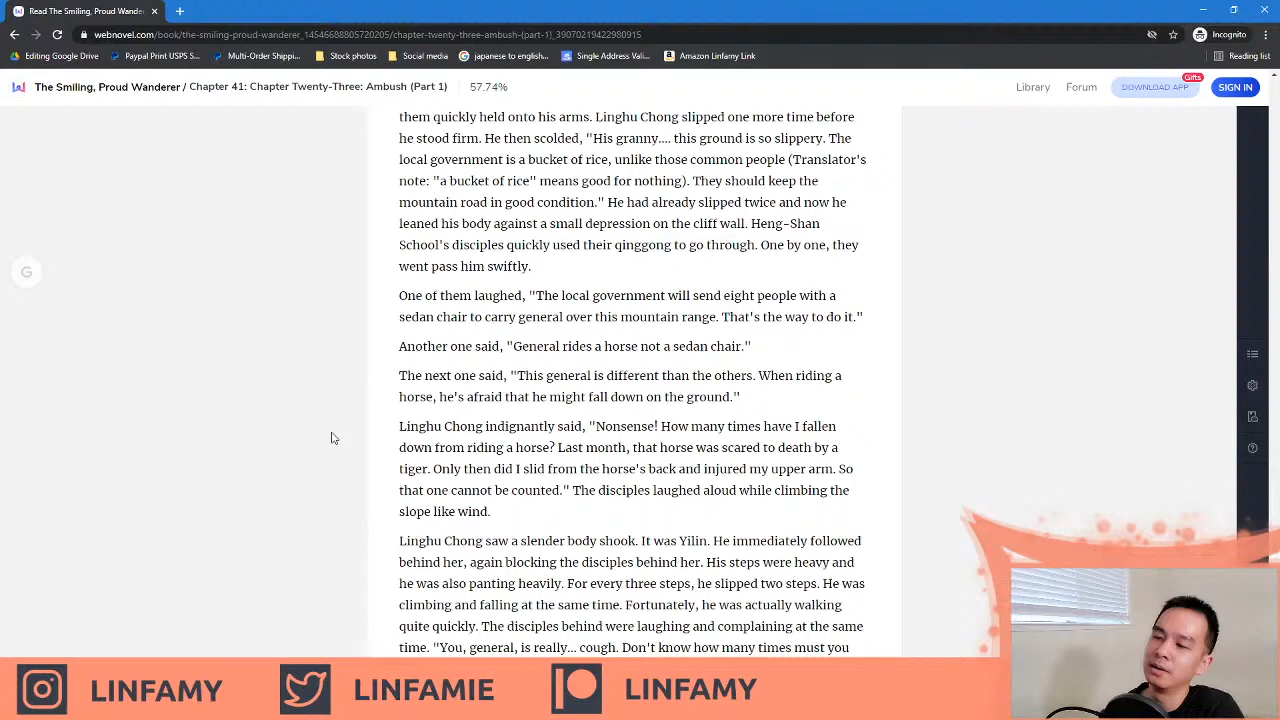 Read The Smiling, Proud Wander
Incognito
webnovel.com/book/the-smiling-proud-wanderer_14546688805720205/chapter-twenty-three-ambush-(part-1)_39070219422980915
Editing Google Drive
Paypal Print USPS S...
Multi-Order Shippi...
Stock photos
Social media
japanese to english...
Single Address Vali...
Amazon Linfamy Link
Reading list
The Smiling, Proud Wanderer / Chapter 41: Chapter Twenty-Three: Ambush (Part 1)
57.74%
Library
Forum
DOWNLOAD APP
Gifts
SIGN IN
them quickly held onto his arms. Linghu Chong slipped one more time before
he stood firm. He then scolded, "His granny.... this ground is so slippery. The
local government is a bucket of rice, unlike those common people (Translator's
note: "a bucket of rice" means good for nothing). They should keep the
mountain road in good condition." He had already slipped twice and now he
leaned his body against a small depression on the cliff wall. Heng-Shan
School's disciples quickly used their qinggong to go through. One by one, they
went pass him swiftly.
One of them laughed, "The local government will send eight people with a
sedan chair to carry general over this mountain range. That's the way to do it."
Another one said, "General rides a horse not a sedan chair."
The next one said, "This general is different than the others. When riding a
horse, he's afraid that he might fall down on the ground."
Linghu Chong indignantly said, "Nonsense! How many times have I fallen
down from riding a horse? Last month, that horse was scared to death by a
tiger. Only then did I slid from the horse's back and injured my upper arm. So
that one cannot be counted." The disciples laughed aloud while climbing the
slope like wind.
Linghu Chong saw a slender body shook. It was Yilin. He immediately followed
behind her, again blocking the disciples behind her. His steps were heavy and
he was also panting heavily. For every three steps, he slipped two steps. He was
climbing and falling at the same time. Fortunately, he was actually walking
quite quickly. The disciples behind were laughing and complaining at the same
time. "You, general, is really... cough. Don't know how many times must you
G
LINFAMY
LINFAMIE
LINFAMY